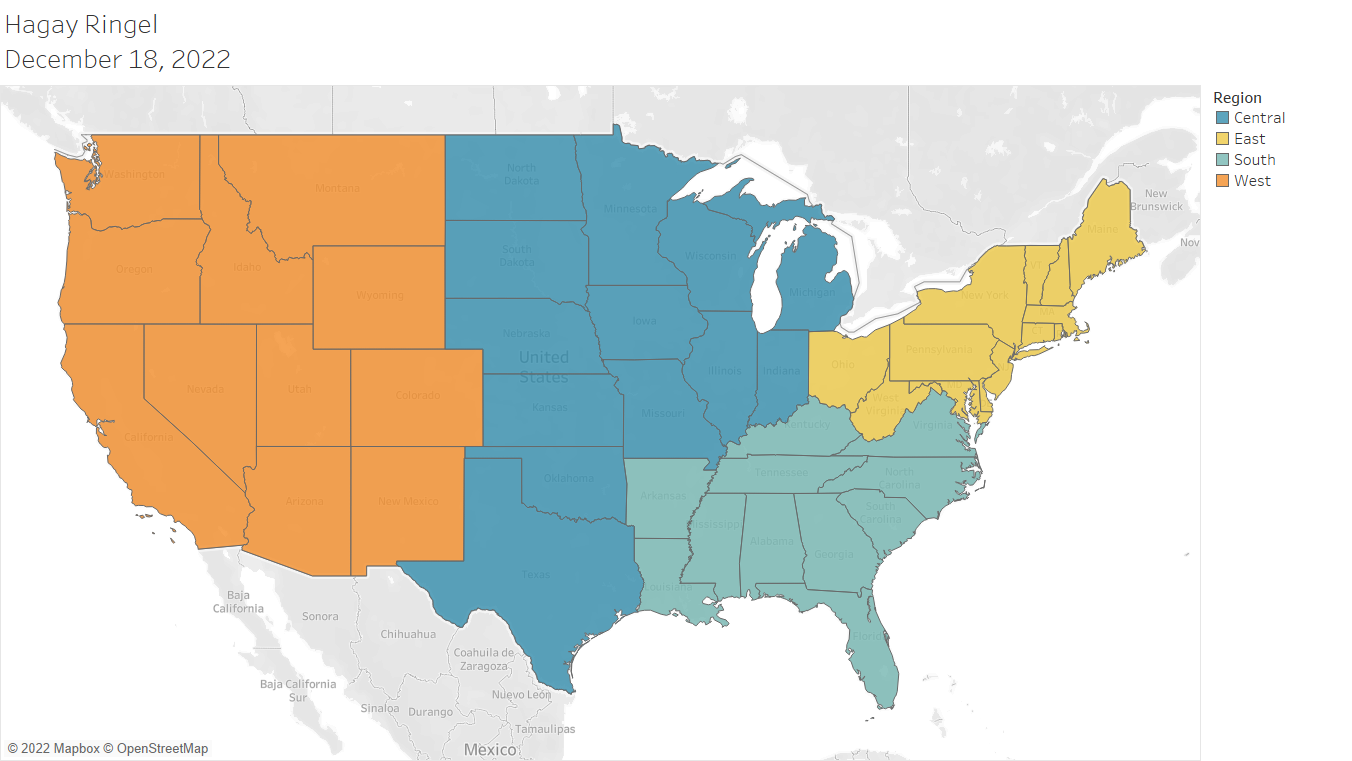 Hagay Ringel
December 18, 2022
Region
Central
East
South
West
Washington
Montana
North
Dakota
Minnesota
New
Brunswick
Maine
Nov
Oregon
Idaho
South
Dakota
Wisconsin
VT
Wyoming
Michigan
New York
MA
Iowa
CT
Nebraska
United
States
Pennsylvania
Ohio
Illinois
Indiana
Nevada
Utah
Colorado
Kansas
Missouri
West
Virginia
MD
California
Kentucky
Virginia
Oklahoma
Tennessee
North
Carolina
Arizona
New Mexico
Arkansas
South
Carolina
Mississippi
Alabama
Georgia
Texas
Louisiana
Baja
California
Sonora
Chihuahua
Florida
Coahuila de
Zaragoza
Baja California
Sur
Nuevo León
Sinaloa
Durango
Tamaulipas
Mexico
© 2022 Mapbox © OpenStreetMap